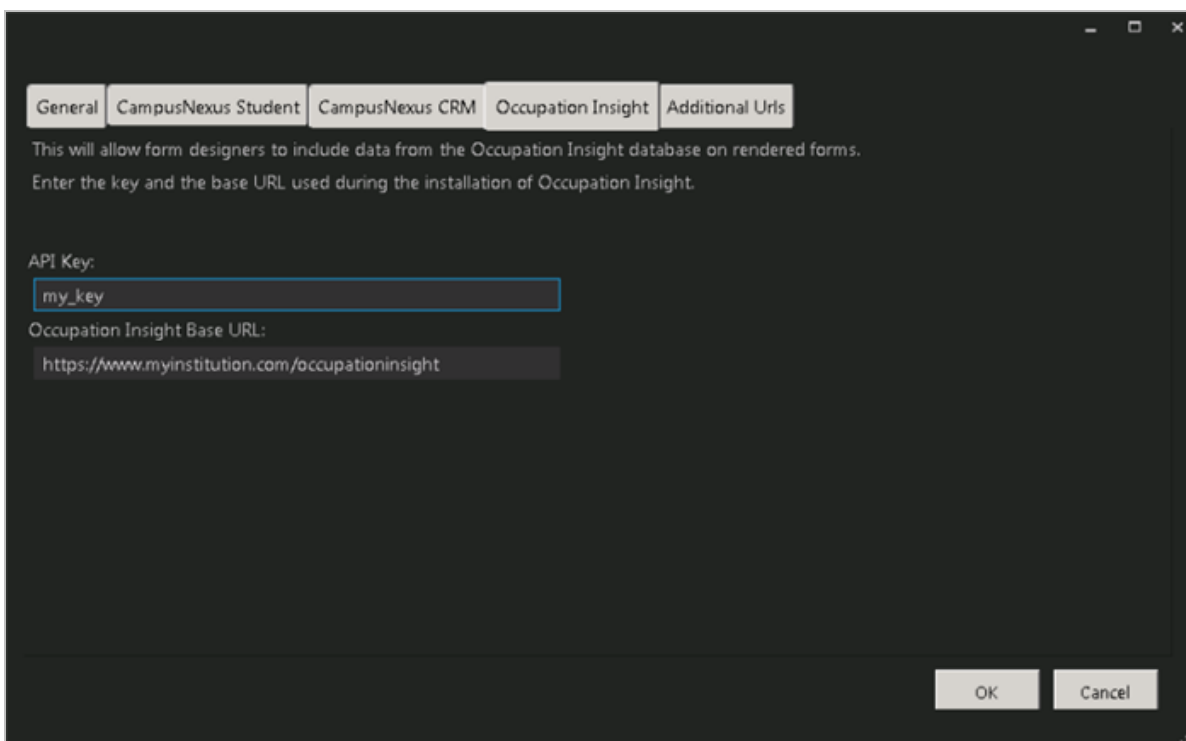 General CampusNexus Student CampusNexus CRM Occupation Insight Additional Urls
This will allow form designers to include data from the Occupation Insight database on rendered forms.
Enter the key and the base URL used during the installation of Occupation Insight.
API Key:
my_key
Occupation Insight Base URL:
https://www.myinstitution.com/occupationinsight
OK Cancel